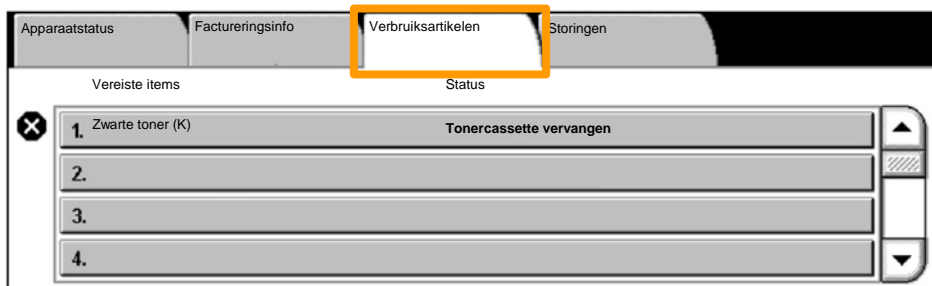 Apparaatstatus Factureringsinfo Verbruiksartikelen Storingen
Vereiste items Status
1. Zwarte toner (K) Tonercassette vervangen
2.
3.
4.